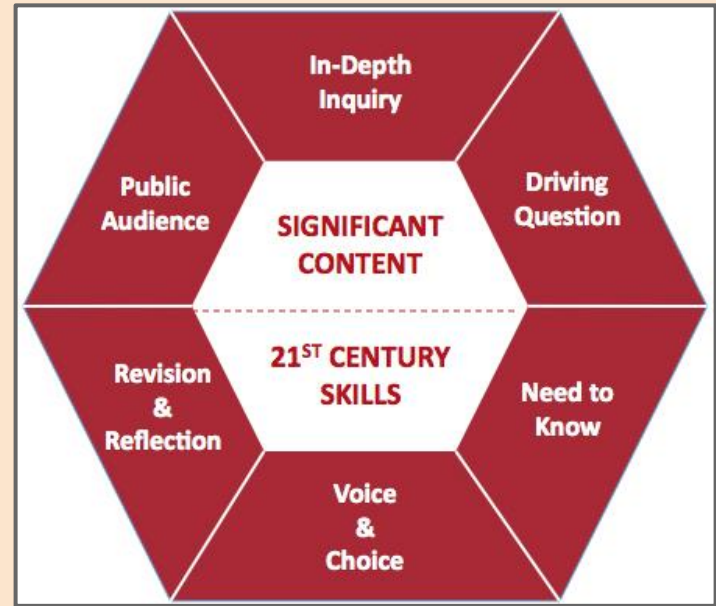 In-Depth
Inquiry
Driving
Question
Public
Audience
SIGNIFICANT
CONTENT
21ST CENTURY
SKILLS
Need to
Know
Revision
&
Reflection
Voice
&
Choice